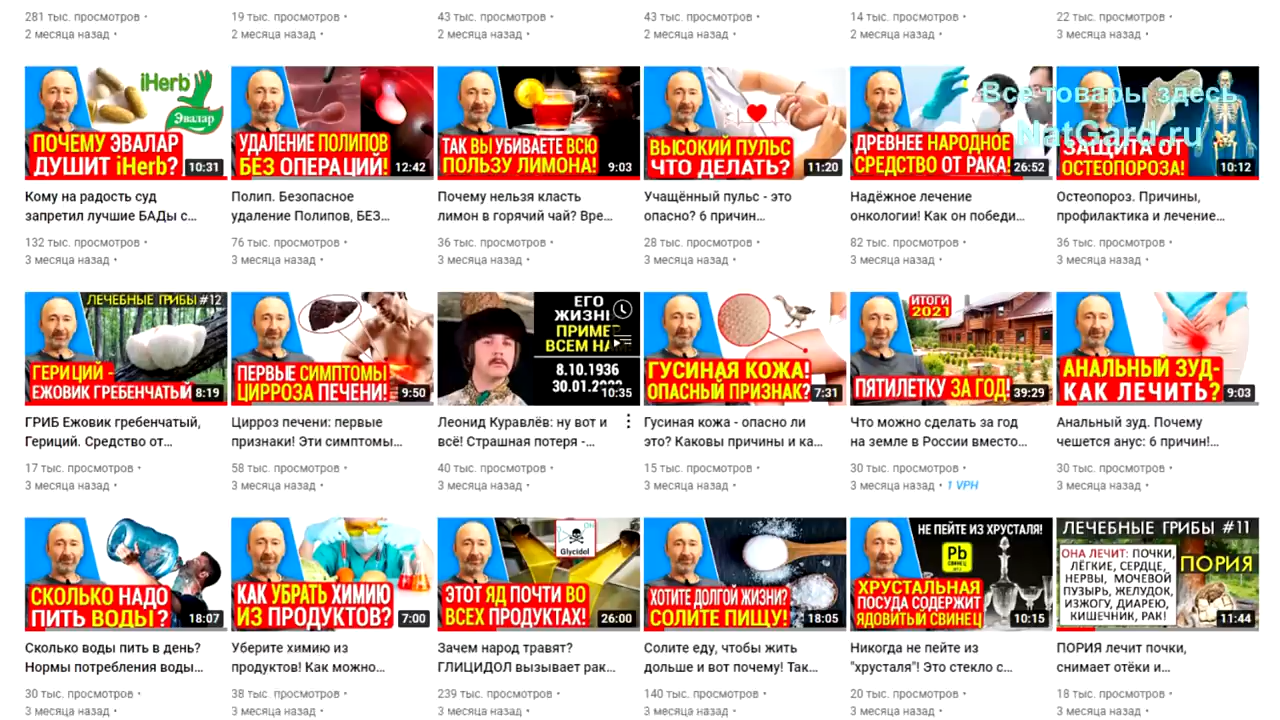 281 тыс. просмотров •
2 месяца назад •
19 тыс. просмотров •
2 месяца назад •
43 тыс. просмотров •
2 месяца назад •
43 тыс. просмотров •
2 месяца назад •
14 тыс. просмотров •
2 месяца назад •
22 тыс. просмотров •
3 месяца назад •
iHerb
Эвалар
ПОЧЕМУ ЭВАЛАР
ДУШИТ iHerb?
10:31
Кому на радость суд
запретил лучшие БАДы с...
132 тыс. просмотров •
3 месяца назад •
УДАЛЕНИЕ ПОЛИПОВ
БЕЗ ОПЕРАЦИЙ!
12:42
Полип. Безопасное
удаление Полипов, БЕЗ...
76 тыс. просмотров •
3 месяца назад •
ТАК ВЫ УБИВАЕТЕ ВСЮ
ПОЛЬЗУ ЛИМОНА!
9:03
Почему нельзя класть
лимон в горячий чай? Вре...
36 тыс. просмотров •
3 месяца назад •
ВЫСОКИЙ ПУЛЬС
ЧТО ДЕЛАТЬ?
11:20
Учащённый пульс - это
опасно? 6 причин...
28 тыс. просмотров •
3 месяца назад •
ДРЕВНЕЕ НАРОДНОЕ
СРЕДСТВО ОТ РАКА!
26:52
Надёжное лечение
онкологии! Как он победи...
82 тыс. просмотров •
3 месяца назад •
Все товары здесь
NatGard.ru
ЗАЩИТА ОТ
ОСТЕОПОРОЗА!
10:12
Остеопороз. Причины,
профилактика и лечение...
36 тыс. просмотров •
3 месяца назад •
ЛЕЧЕБНЫЕ ГРИБЫ #12
ГЕРИЦИЙ -
ЕЖОВИК ГРЕБЕНЧАТЫЙ
8:19
ГРИБ Ежовик гребенчатый,
Гериций. Средство от...
17 тыс. просмотров •
3 месяца назад •
ПЕРВЫЕ СИМПТОМЫ
ЦИРРОЗА ПЕЧЕНИ!
9:50
Цирроз печени: первые
признаки! Эти симптомы...
58 тыс. просмотров •
3 месяца назад •
ЕГО
ЖИЗНЬ
ПРИМЕР
ВСЕМ
8.10.1936
30.01.2022
10:35
Леонид Куравлёв: ну вот и
всё! Страшная потеря -...
40 тыс. просмотров •
3 месяца назад •
ГУСИНАЯ КОЖА!
ОПАСНЫЙ ПРИЗНАК?
7:31
Гусиная кожа - опасно ли
это? Каковы причины и ка...
15 тыс. просмотров •
3 месяца назад •
ИТОГИ
2021
ПЯТИЛЕТКУ ЗА ГОД!
39:29
Что можно сделать за год
на земле в России вместо...
30 тыс. просмотров •
3 месяца назад • 1 VPH
АНАЛЬНЫЙ ЗУД-
КАК ЛЕЧИТЬ?
9:03
Анальный зуд. Почему
чешется анус: 6 причин!...
30 тыс. просмотров •
3 месяца назад •
СКОЛЬКО НАДО
ПИТЬ ВОДЫ?
18:07
Сколько воды пить в день?
Нормы потребления воды...
30 тыс. просмотров •
3 месяца назад •
КАК УБРАТЬ ХИМИЮ
ИЗ ПРОДУКТОВ?
7:00
Уберите химию из
продуктов! Как можно...
38 тыс. просмотров •
3 месяца назад •
Glycidel
ЭТОТ ЯД ПОЧТИ ВО
ВСЕХ ПРОДУКТАХ!
26:00
Зачем народ травят?
ГЛИЦИДОЛ вызывает рак...
239 тыс. просмотров •
3 месяца назад •
ХОТИТЕ ДОЛГОЙ ЖИЗНИ?
СОЛИТЕ ПИЩУ!
18:05
Солите еду, чтобы жить
дольше и вот почему! Так...
140 тыс. просмотров •
3 месяца назад •
НЕ ПЕЙТЕ ИЗ ХРУСТАЛЯ!
Pb
СВИНЕЦ
ХРУСТАЛЬНАЯ
ПОСУДА СОДЕРЖИТ
ЯДОВИТЫЙ СВИНЕЦ
10:15
Никогда не пейте из
"хрусталя"! Это стекло с...
20 тыс. просмотров •
3 месяца назад •
ЛЕЧЕБНЫЕ ГРИБЫ #11
ОНА ЛЕЧИТ: ПОЧКИ,
ЛЁГКИЕ, СЕРДЦЕ,
НЕРВЫ, МОЧЕВОЙ
ПУЗЫРЬ, ЖЕЛУДОК,
ИЗЖОГУ, ДИАРЕЮ,
КИШЕЧНИК, РАК!
ПОРИЯ
11:44
ПОРИЯ лечит почки,
снимает отёки и...
18 тыс. просмотров •
3 месяца назад •